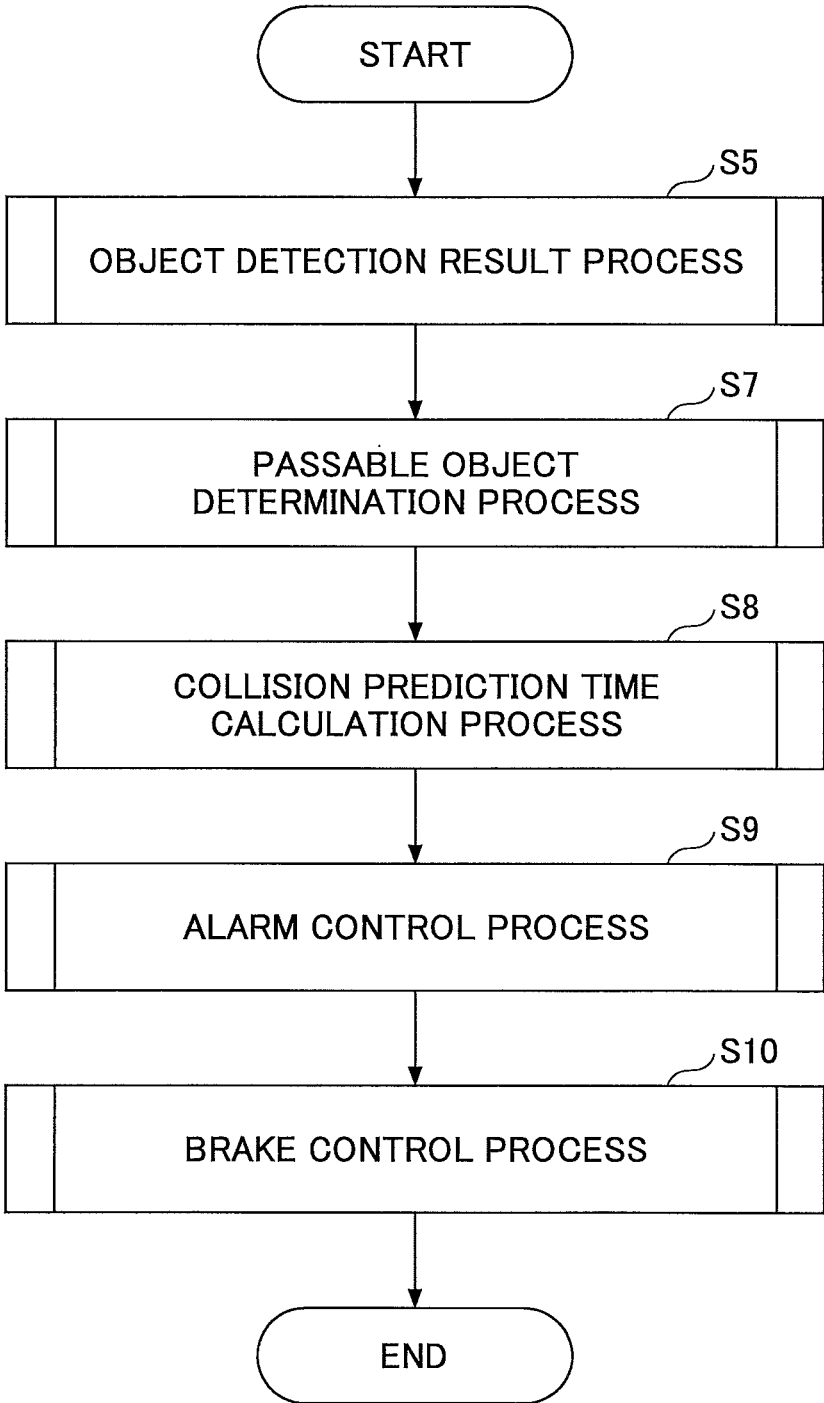 START
S5
OBJECT DETECTION RESULT PROCESS
S7
PASSABLE OBJECT
DETERMINATION PROCESS
S8
COLLISION PREDICTION TIME
CALCULATION PROCESS
S9
ALARM CONTROL PROCESS
S10
BRAKE CONTROL PROCESS
END